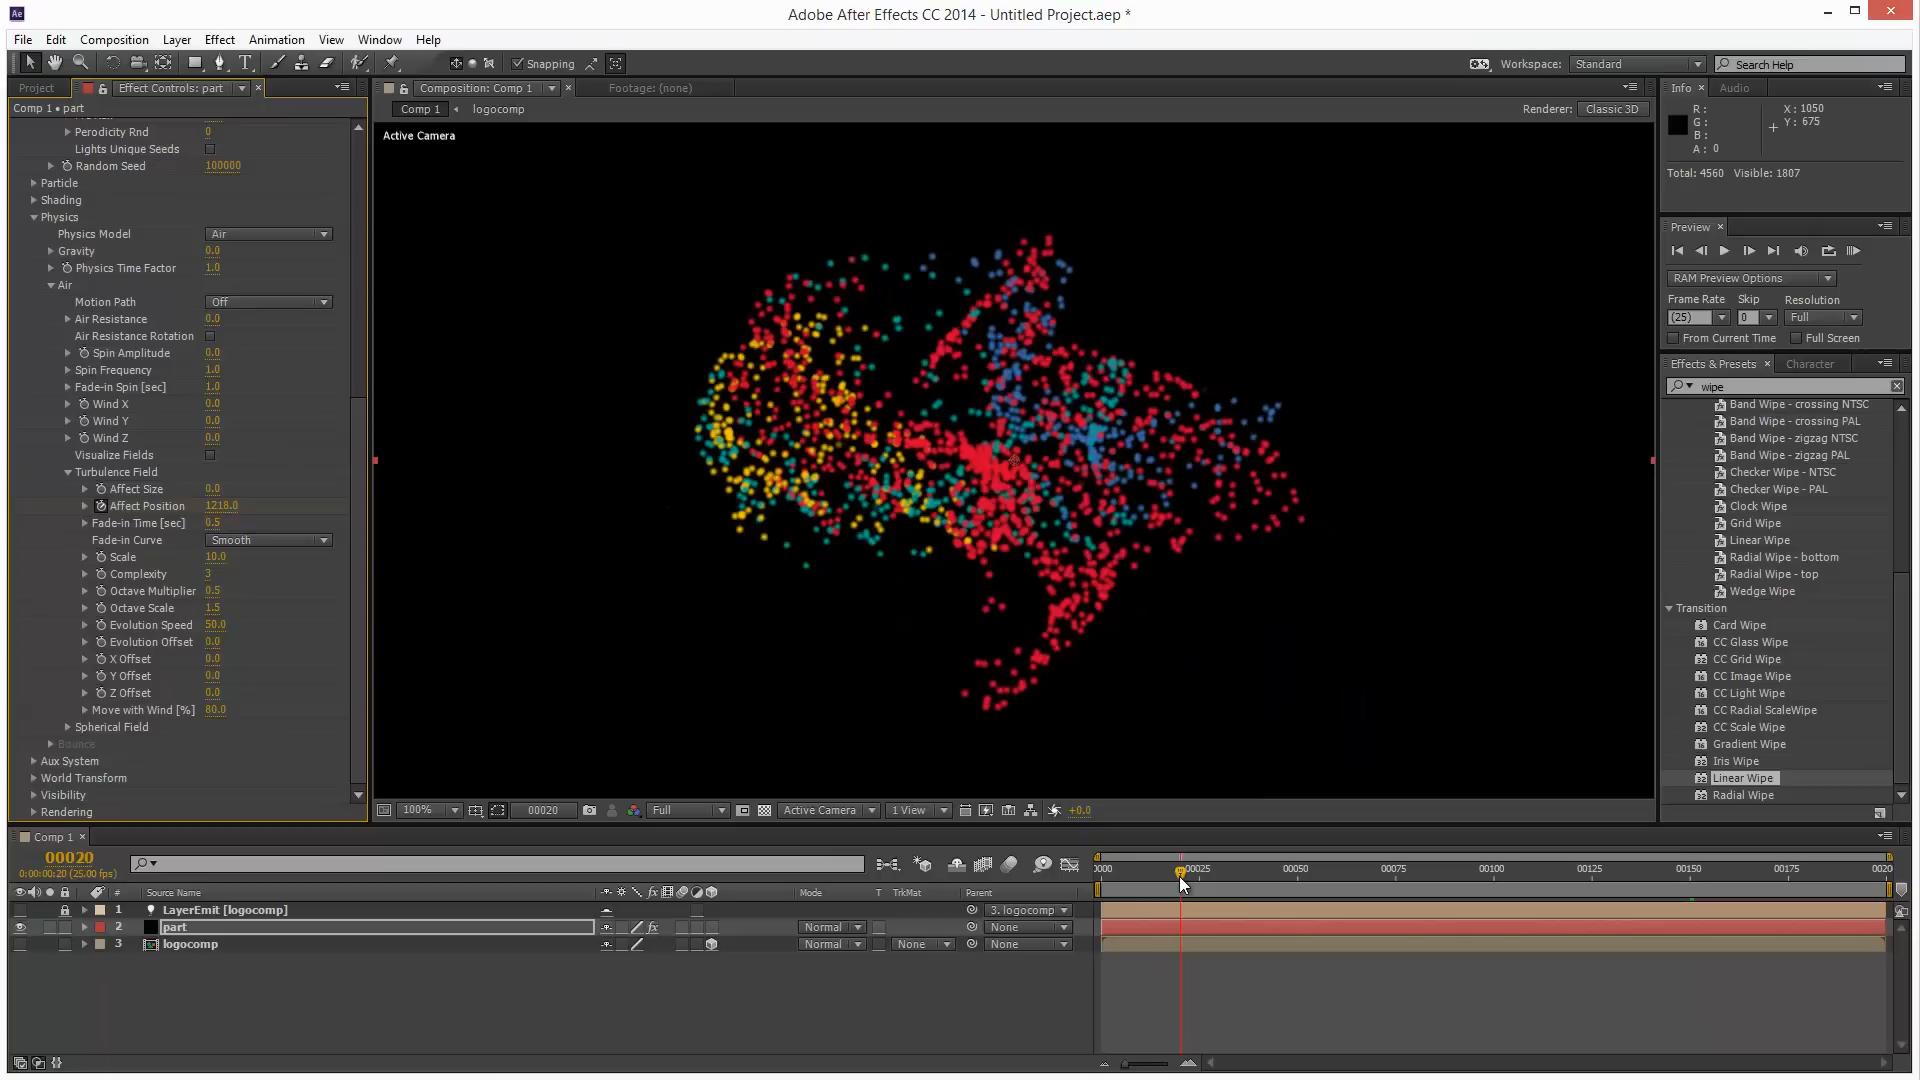 Ae
Adobe After Effects CC 2014 - Untitled Project.aep *
File Edit Composition Layer Effect Animation View Window Help
Snapping
Workspace: Standard
Search Help
Project
Effect Controls: part
Composition: Comp 1
Footage: (none)
Info
Audio
Comp 1 • part
Comp 1
logocomp
Renderer: Classic 3D
Active Camera
R :
G :
B :
A : 0
X : 1050
Y : 675
Total: 4560 Visible: 1807
Perodicity Rnd 0
Lights Unique Seeds
Random Seed 100000
Particle
Shading
Physics
Physics Model Air
Gravity 0.0
Physics Time Factor 1.0
Air
Motion Path Off
Air Resistance 0.0
Air Resistance Rotation
Spin Amplitude 0.0
Spin Frequency 1.0
Fade-in Spin [sec] 1.0
Wind X 0.0
Wind Y 0.0
Wind Z 0.0
Visualize Fields
Turbulence Field
Affect Size 0.0
Affect Position 1218.0
Fade-in Time [sec] 0.5
Fade-in Curve Smooth
Scale 10.0
Complexity 3
Octave Multiplier 0.5
Octave Scale 1.5
Evolution Speed 50.0
Evolution Offset 0.0
X Offset 0.0
Y Offset 0.0
Z Offset 0.0
Move with Wind [%] 80.0
Spherical Field
Bounce
Aux System
World Transform
Visibility
Rendering
Preview
RAM Preview Options
Frame Rate Skip Resolution
(25) 0 Full
From Current Time Full Screen
Effects & Presets
Character
wipe
Band Wipe - crossing NTSC
Band Wipe - crossing PAL
Band Wipe - zigzag NTSC
Band Wipe - zigzag PAL
Checker Wipe - NTSC
Checker Wipe - PAL
Clock Wipe
Grid Wipe
Linear Wipe
Radial Wipe - bottom
Radial Wipe - top
Wedge Wipe
Transition
Card Wipe
CC Glass Wipe
CC Grid Wipe
CC Image Wipe
CC Light Wipe
CC Radial ScaleWipe
CC Scale Wipe
Gradient Wipe
Iris Wipe
Linear Wipe
Radial Wipe
100% 00020 Full Active Camera 1 View +0.0
Comp 1
00020
0:00:00:20 (25.00 fps)
0000 00025 00050 00075 00100 00125 00150 00175 0020
# Source Name fx Mode T TrkMat Parent
1 LayerEmit [logocomp] 3. logocomp
2 part fx Normal None
3 logocomp Normal None None